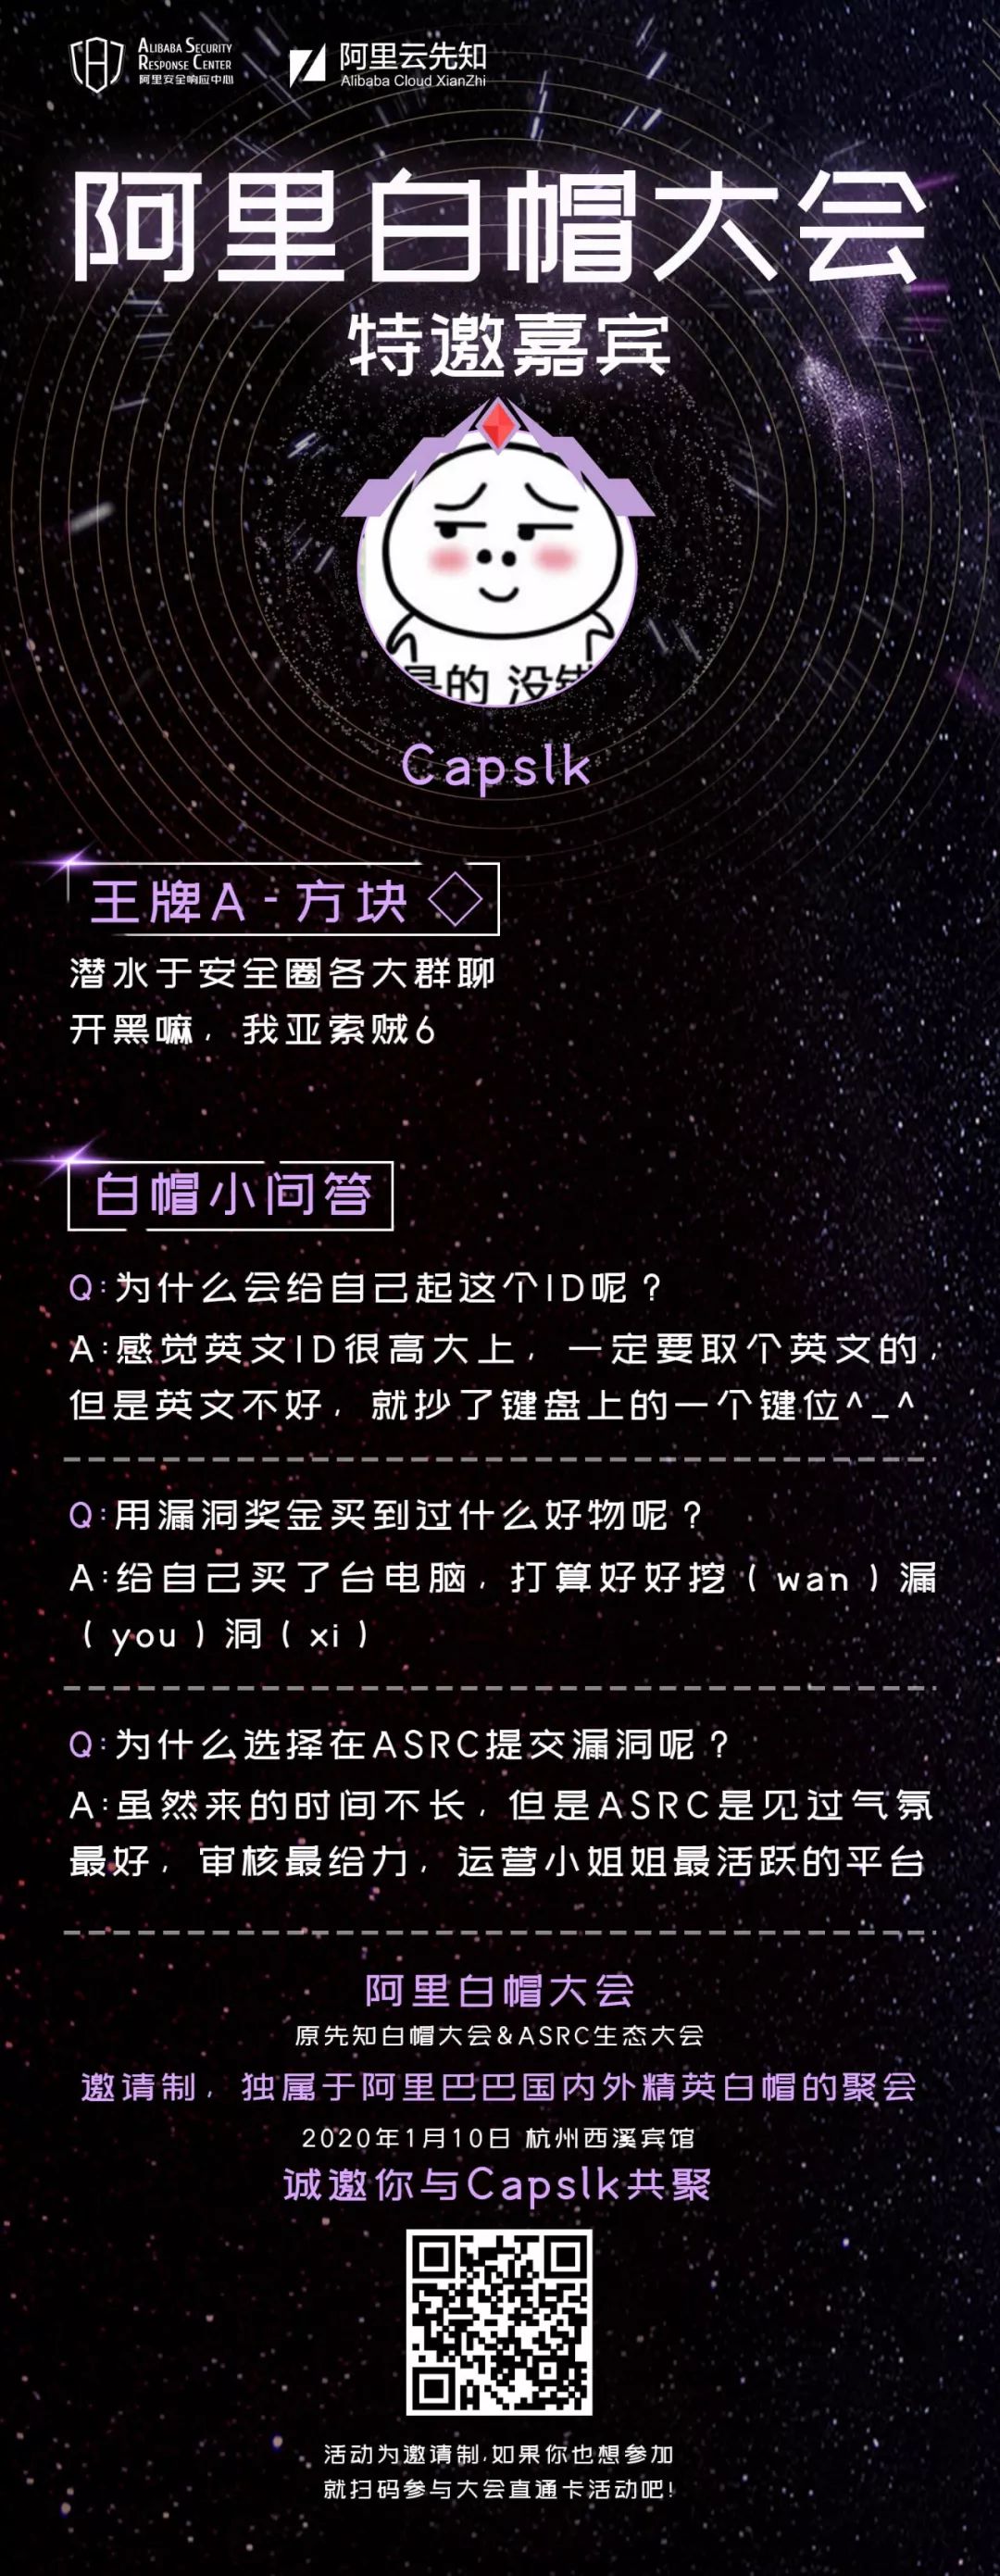 ALIBABA SECURITY
RESPONSE CENTER
阿里安全响应中心
阿里云先知
Alibaba Cloud XianZhi
阿里白帽大会
特邀嘉宾
是的 没错
Capslk
王牌A-方块
潜水于安全圈各大群聊
开黑嘛，我亚索贼6
白帽小问答
Q:为什么会给自己起这个ID呢？
A:感觉英文ID很高大上，一定要取个英文的，
但是英文不好，就抄了键盘上的一个键位^_^
Q:用漏洞奖金买到过什么好物呢？
A:给自己买了台电脑，打算好好挖（wan）漏
（you）洞（xi）
Q:为什么选择在ASRC提交漏洞呢？
A:虽然来的时间不长，但是ASRC是见过气氛
最好，审核最给力，运营小姐姐最活跃的平台
阿里白帽大会
原先知白帽大会&ASRC生态大会
邀请制，独属于阿里巴巴国内外精英白帽的聚会
2020年1月10日 杭州西溪宾馆
诚邀你与Capslk共聚
活动为邀请制,如果你也想参加
就扫码参与大会直通卡活动吧!